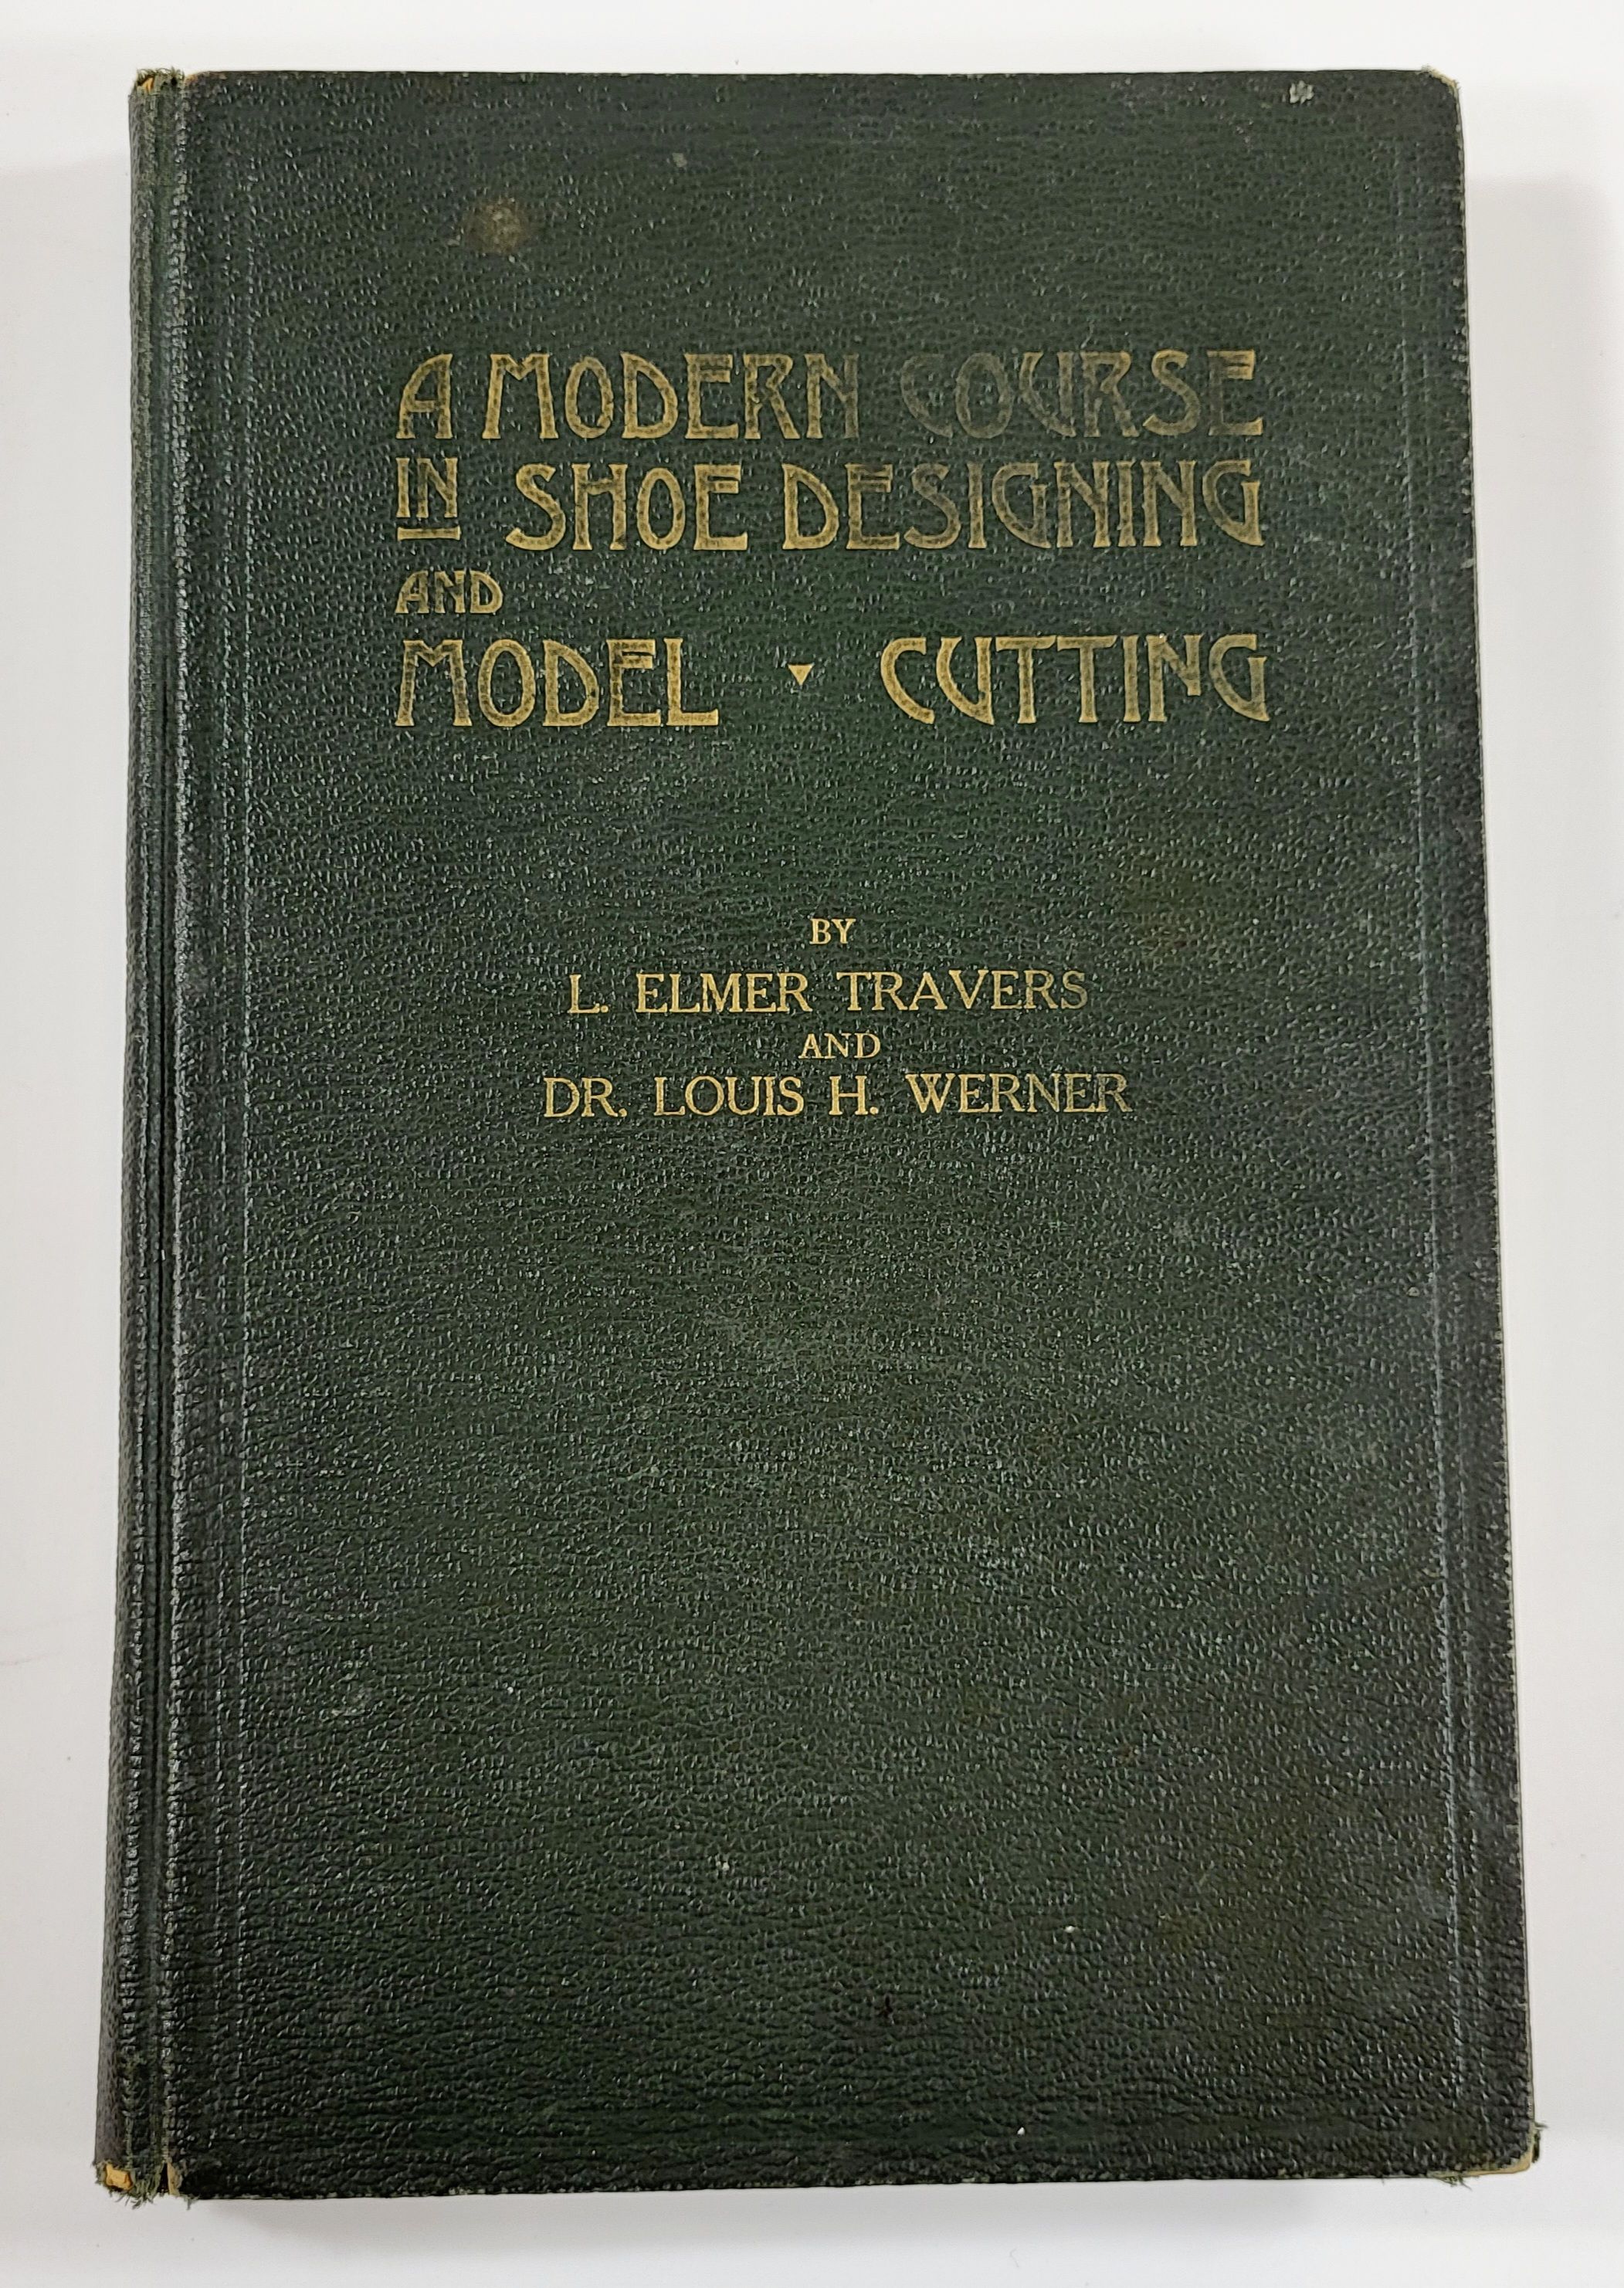 A MODERN COURSE
IN SHOE DESIGNING
AND
MODEL ▾ CUTTING
BY
L. ELMER TRAVERS
AND
DR. LOUIS H. WERNER